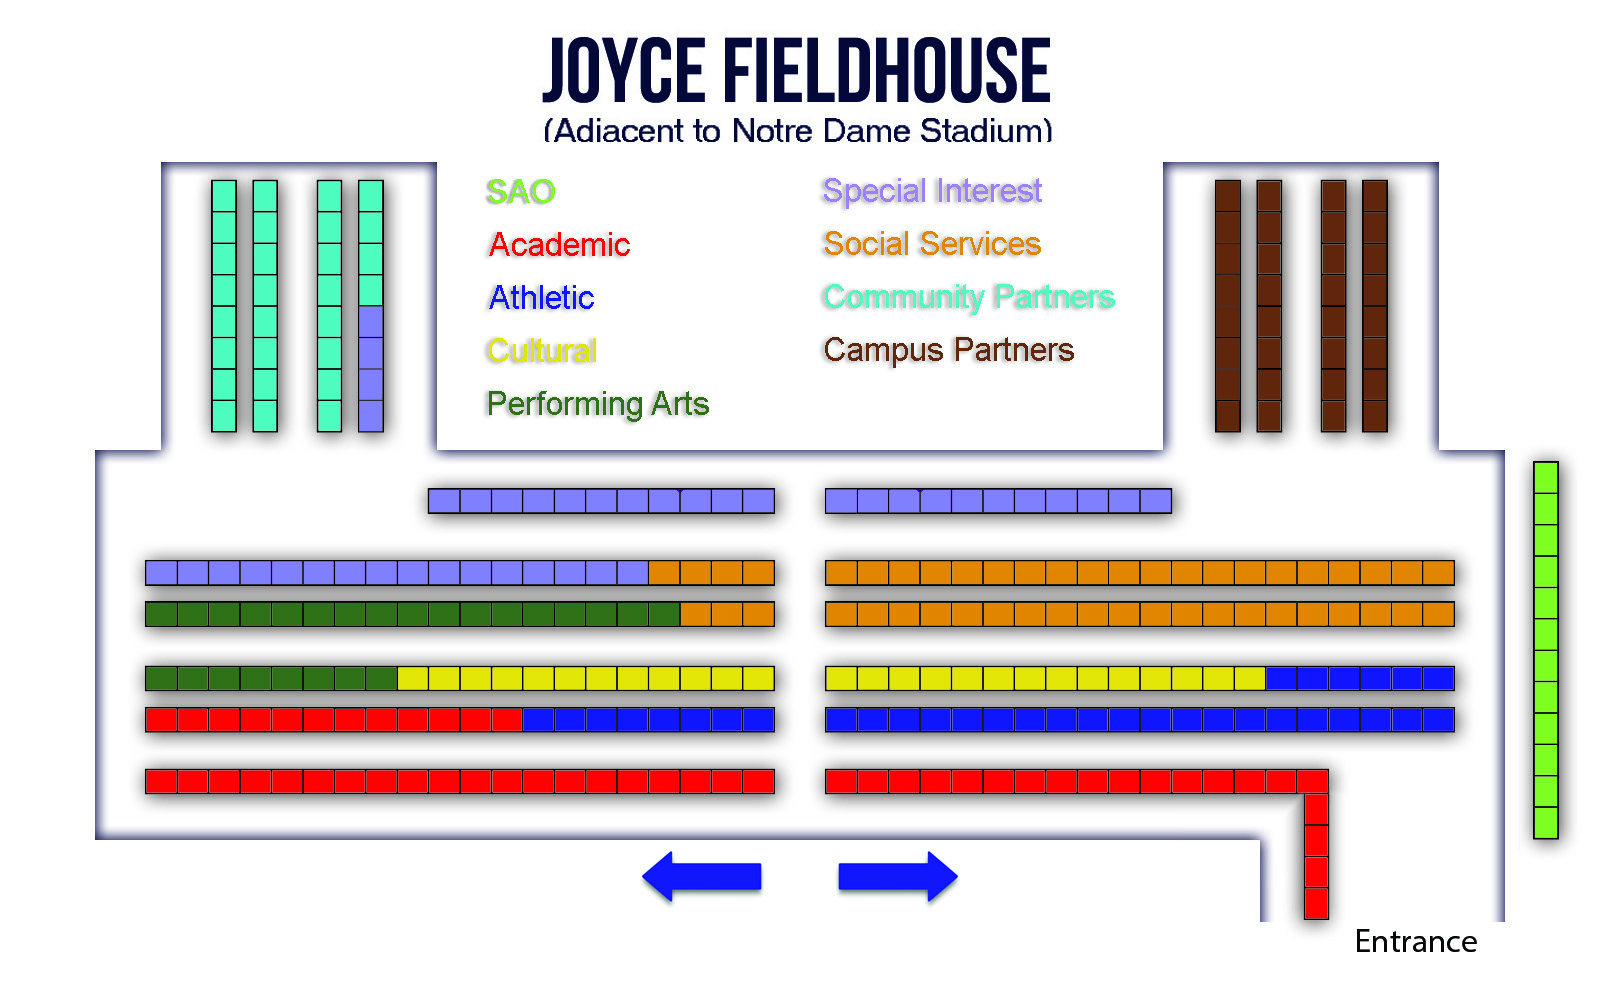 JOYCE FIELDHOUSE
(Adjacent to Notre Dame Stadium)
SAO
Academic
Athletic
Cultural
Performing Arts
Special Interest
Social Services
Community Partners
Campus Partners
Entrance